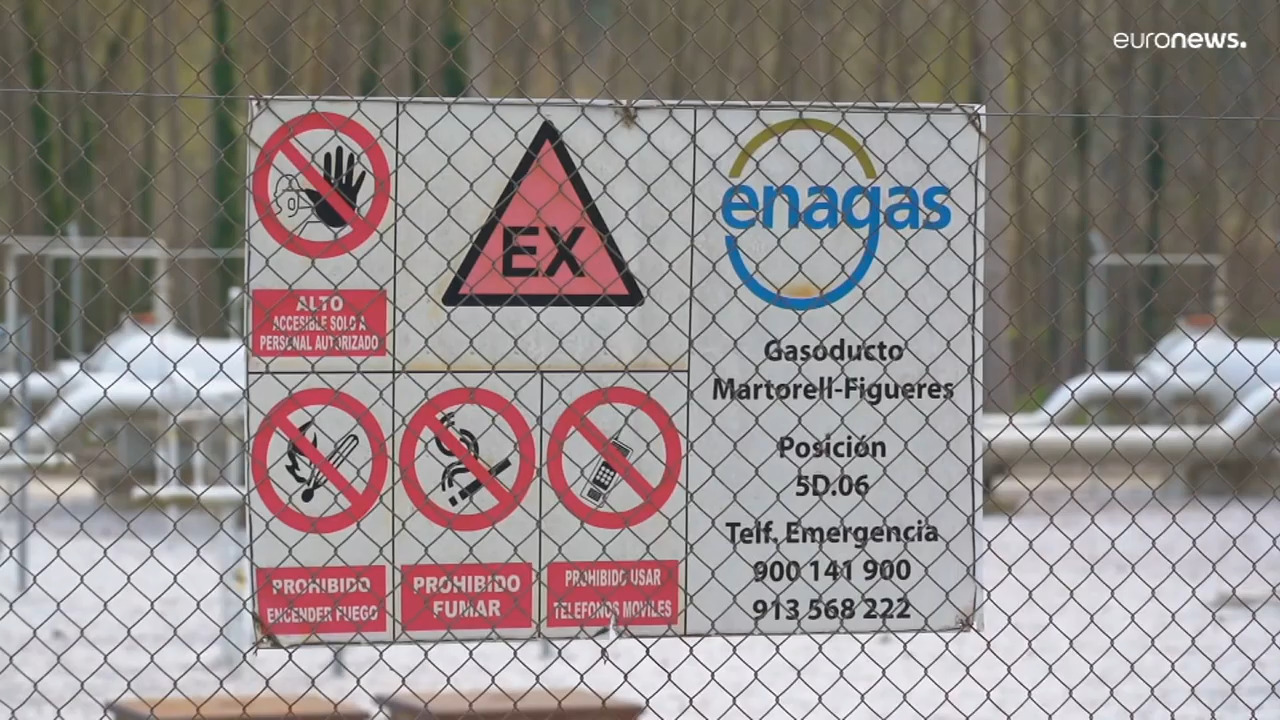 euronews.
ALTO
ACCESIBLE SOLO A
PERSONAL AUTORIZADO
EX
enagas
Gasoducto
Martorell-Figueres
Posición
5D.06
Telf. Emergencia
900 141 900
913 568 222
PROHIBIDO
ENCENDER FUEGO
PROHIBIDO
FUMAR
PROHIBIDO USAR
TELEFONOS MOVILES